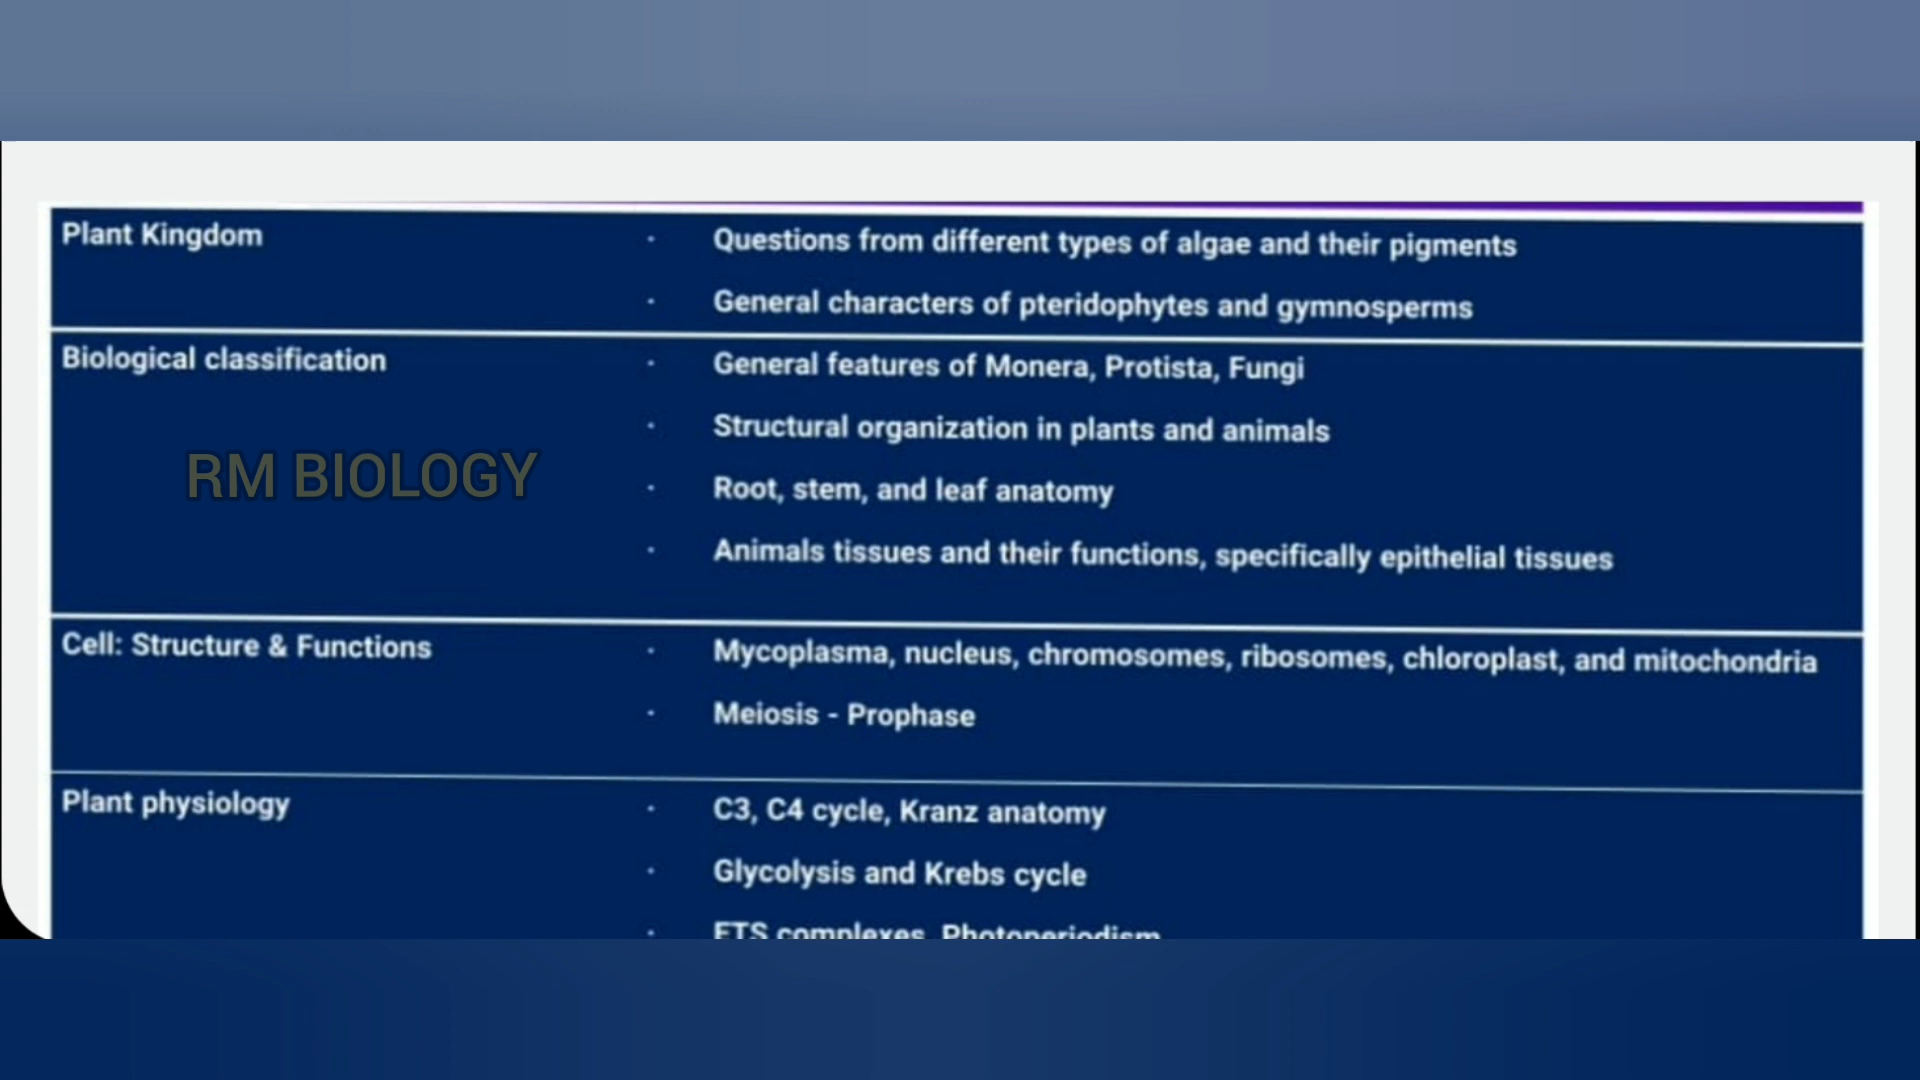 Plant Kingdom
· Questions from different types of algae and their pigments
· General characters of pteridophytes and gymnosperms
Biological classification
· General features of Monera, Protista, Fungi
· Structural organization in plants and animals
RM BIOLOGY
· Root, stem, and leaf anatomy
· Animals tissues and their functions, specifically epithelial tissues
Cell: Structure & Functions
· Mycoplasma, nucleus, chromosomes, ribosomes, chloroplast, and mitochondria
· Meiosis - Prophase
Plant physiology
· C3, C4 cycle, Kranz anatomy
· Glycolysis and Krebs cycle
· ETS complexes, Photoperiodism